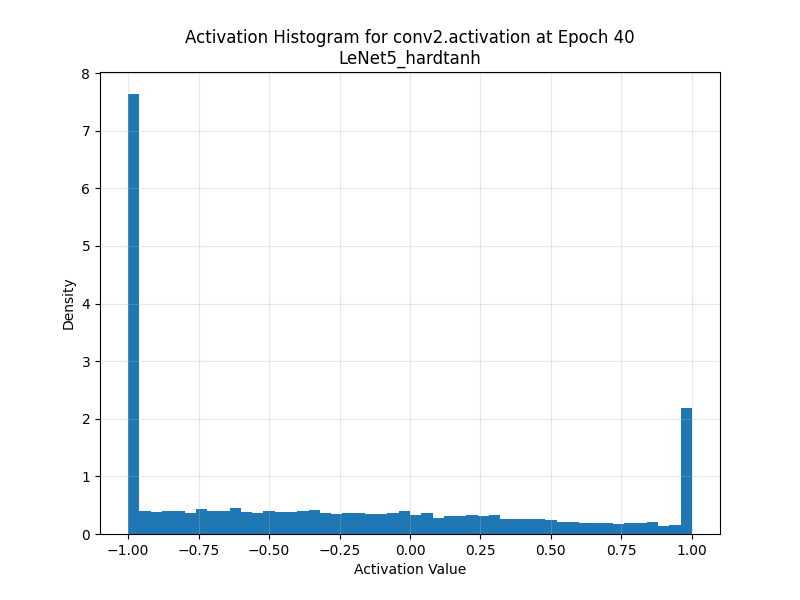 Activation Histogram for conv2.activation at Epoch 40
LeNet5_hardtanh
8
7
6
5
4
3
2
1
0
Density
−1.00 −0.75 −0.50 −0.25 0.00 0.25 0.50 0.75 1.00
Activation Value